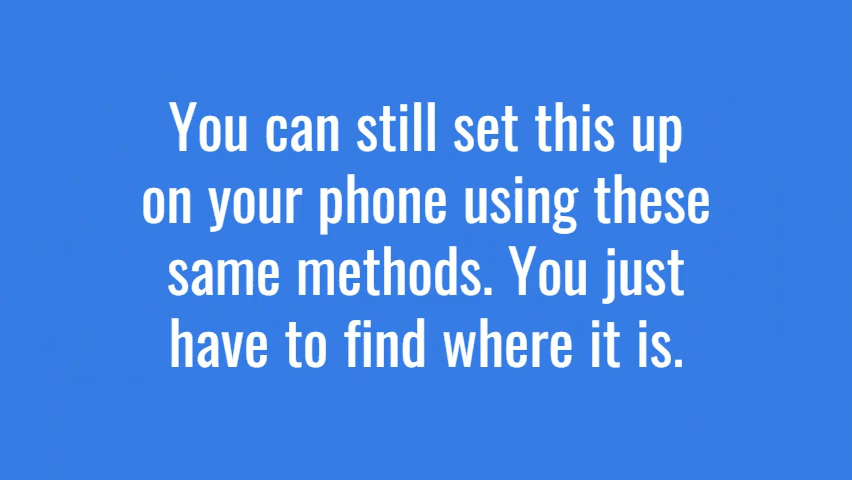 You can still set this up
on your phone using these
same methods. You just
have to find where it is.